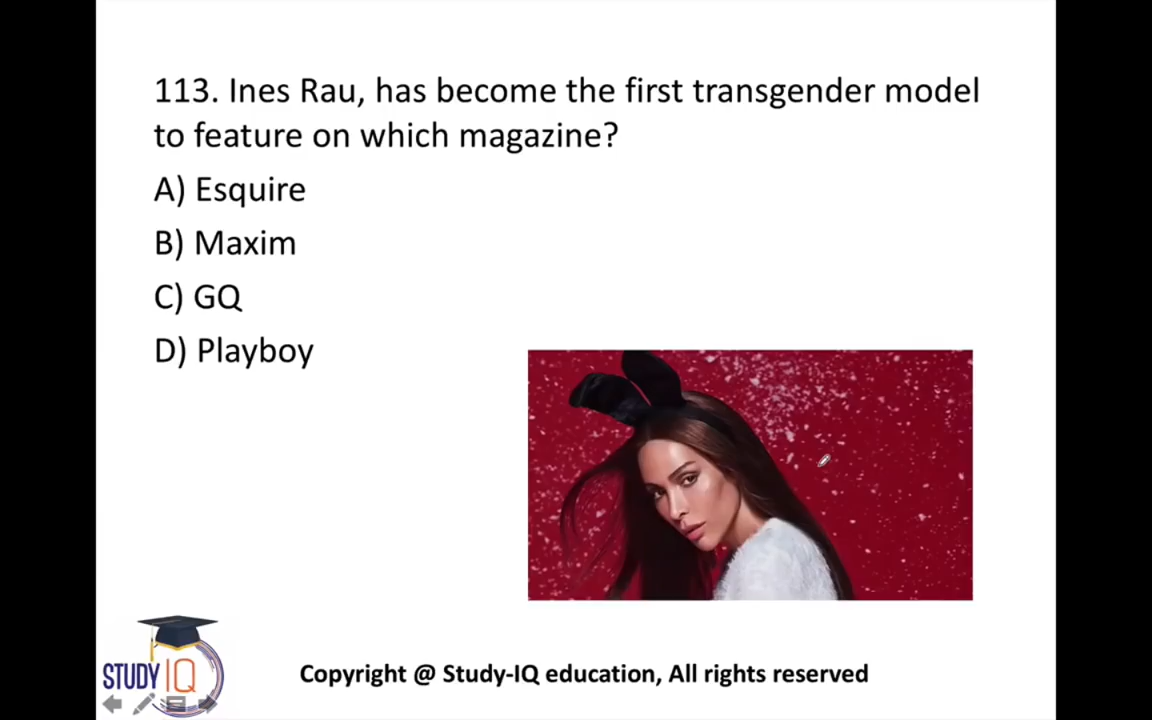 113. Ines Rau, has become the first transgender model
to feature on which magazine?
A) Esquire
B) Maxim
C) GQ
D) Playboy
STUDY IQ
Copyright @ Study-IQ education, All rights reserved